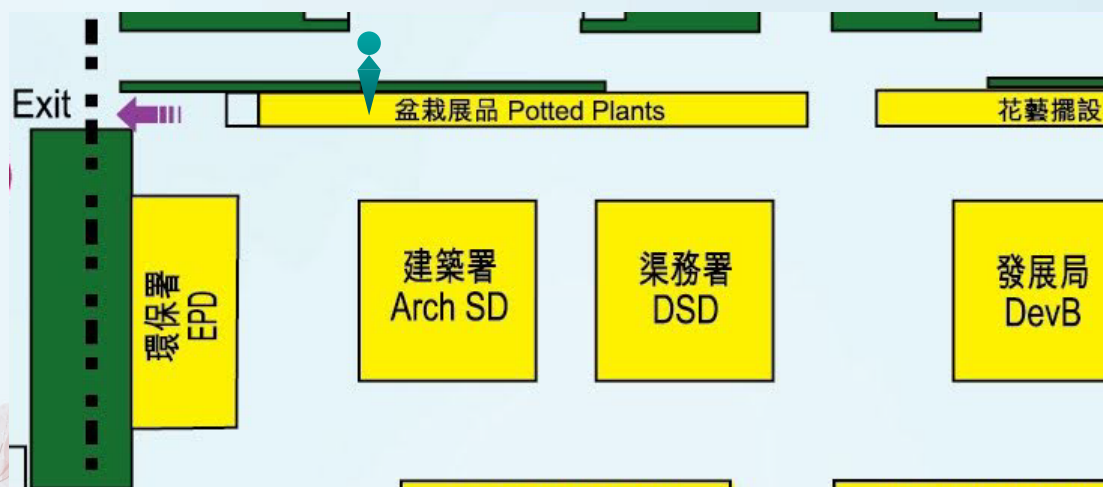 Exit
盆栽展品 Potted Plants
花藝擺設
環保署
EPD
建築署
Arch SD
渠務署
DSD
發展局
DevB